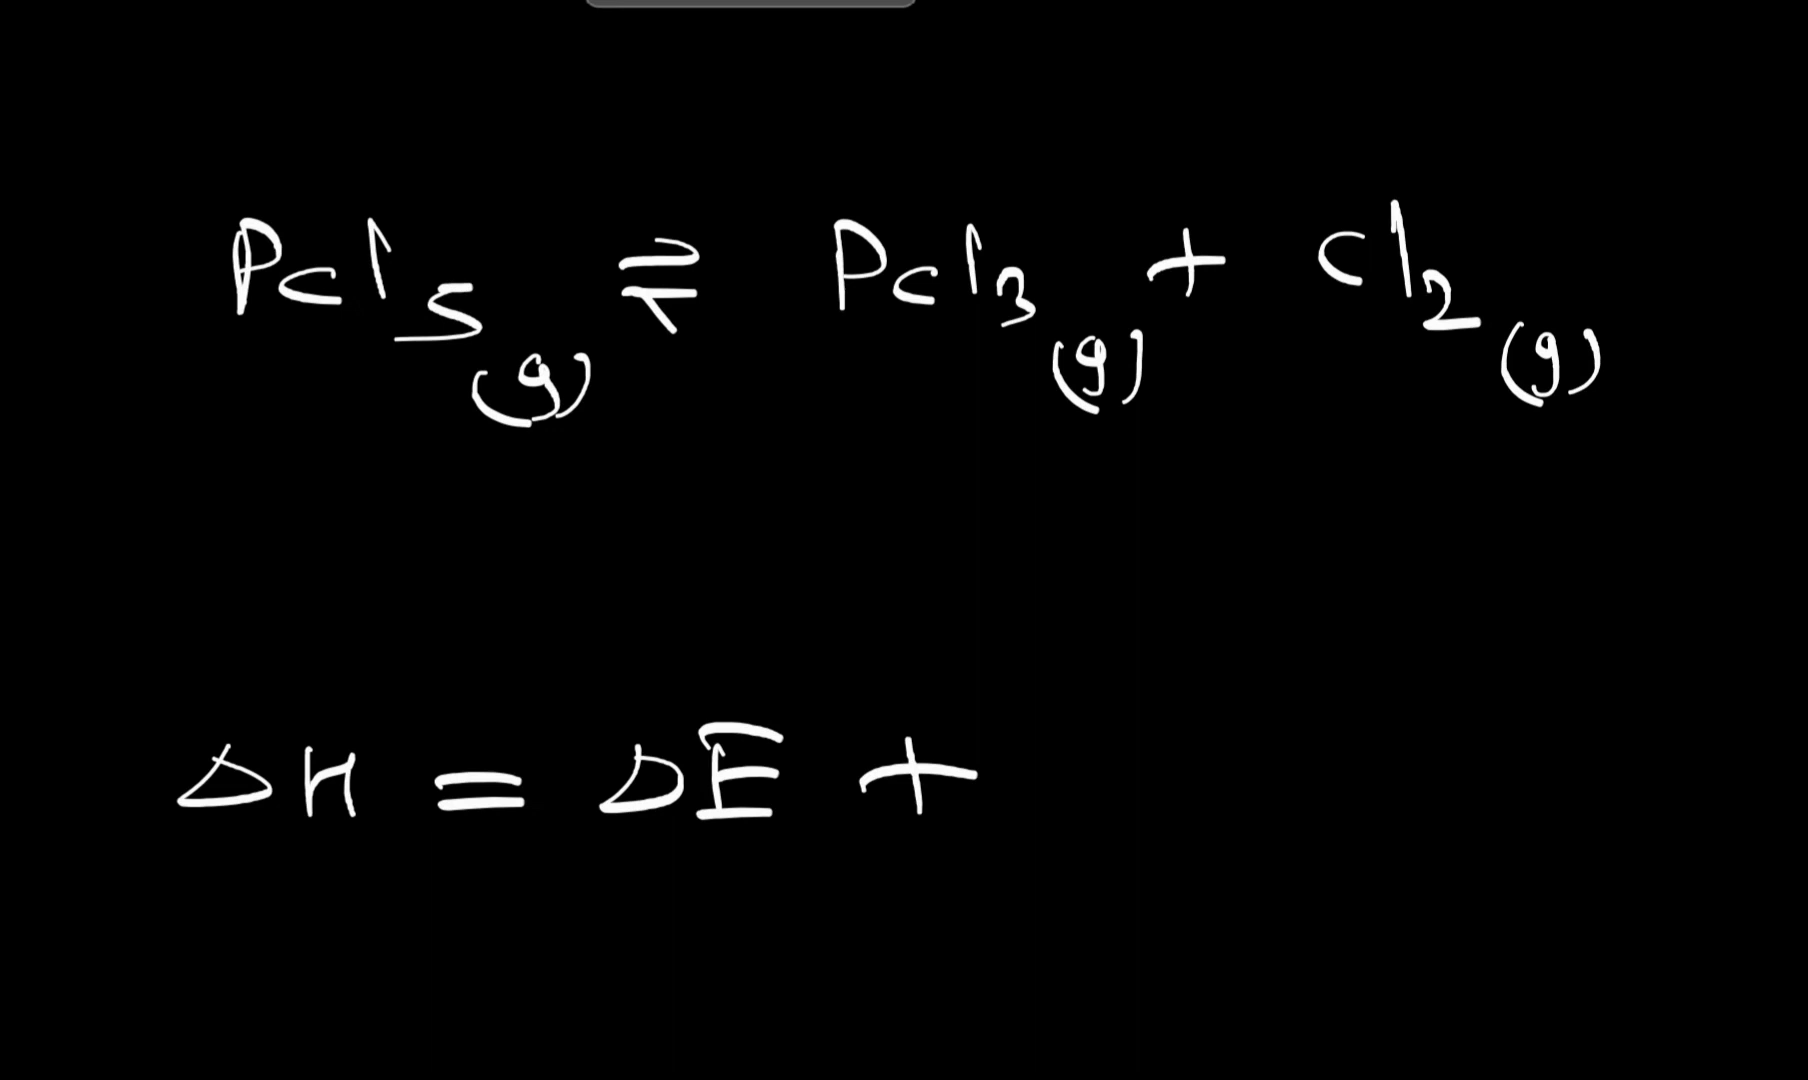 PCl₅(g) ⇌ PCl₃(g) + Cl₂(g)
ΔH = ΔE +